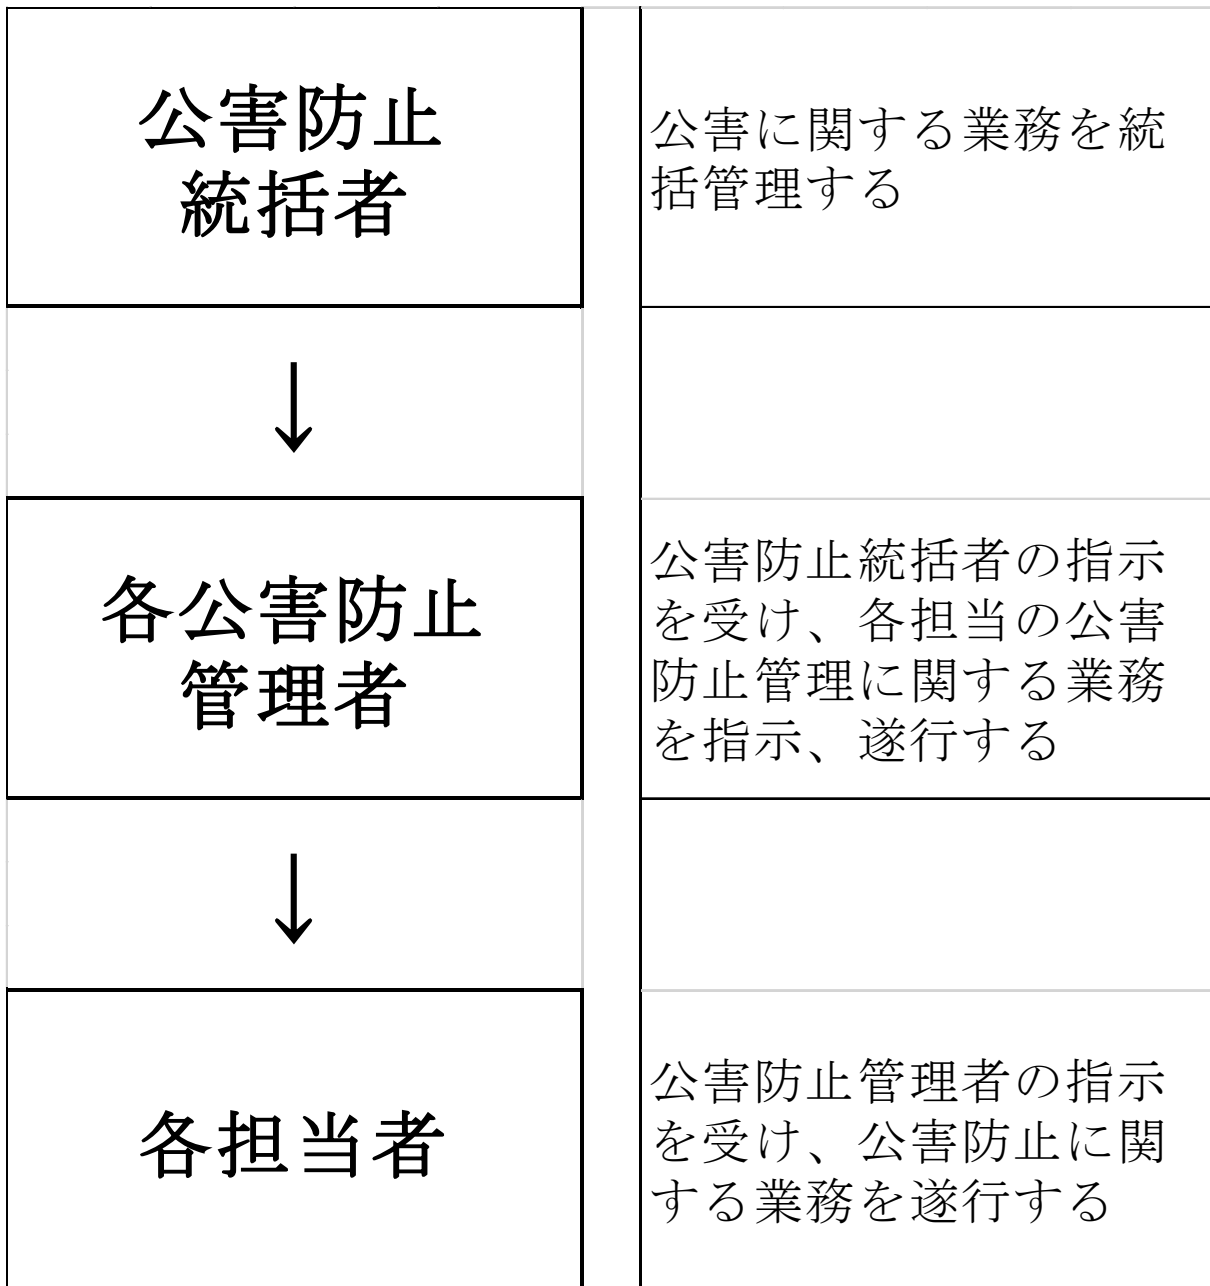 公害防止
統括者
公害に関する業務を統
括管理する
↓
各公害防止
管理者
公害防止統括者の指示
を受け、各担当の公害
防止管理に関する業務
を指示、遂行する
↓
各担当者
公害防止管理者の指示
を受け、公害防止に関
する業務を遂行する